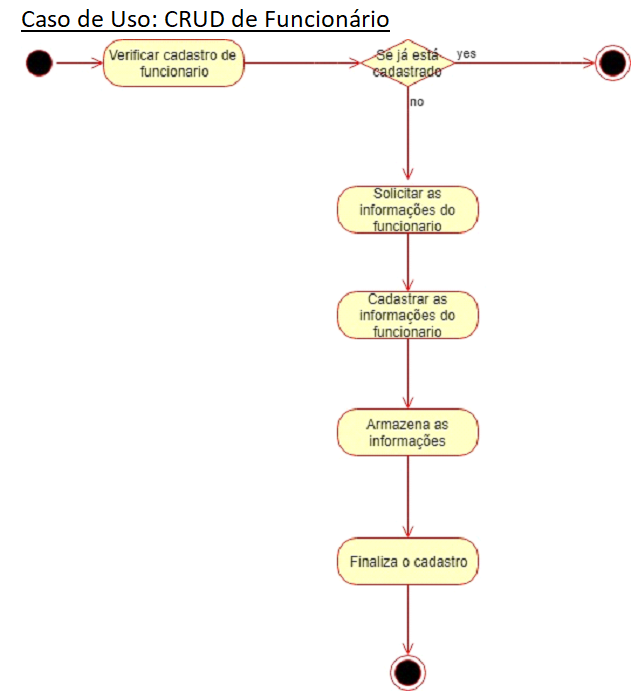 Caso de Uso: CRUD de Funcionário
Verificar cadastro de
funcionario
Se já está
cadastrado
yes
no
Solicitar as
informações do
funcionario
Cadastrar as
informações do
funcionario
Armazena as
informações
Finaliza o cadastro